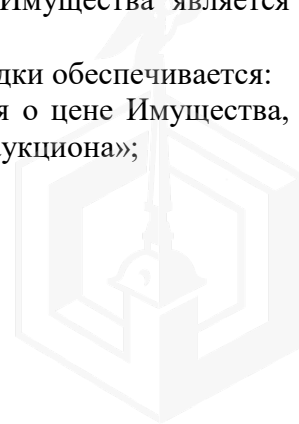 Имущества является
дки обеспечивается:
я о цене Имущества,
укциона»;